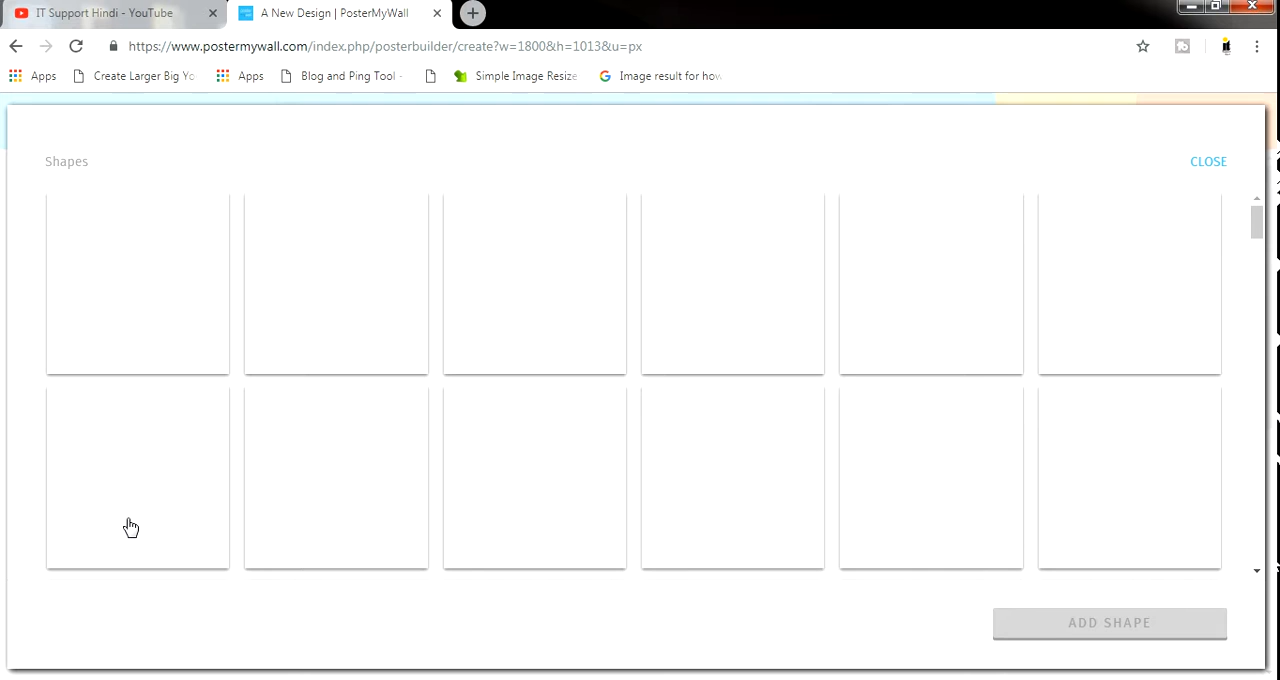 IT Support Hindi - YouTube
A New Design | PosterMyWall
https://www.postermywall.com/index.php/posterbuilder/create?w=1800&h=1013&u=px
Apps
Create Larger Big Yo
Apps
Blog and Ping Tool -
Simple Image Resize
Image result for how
Shapes
CLOSE
ADD SHAPE